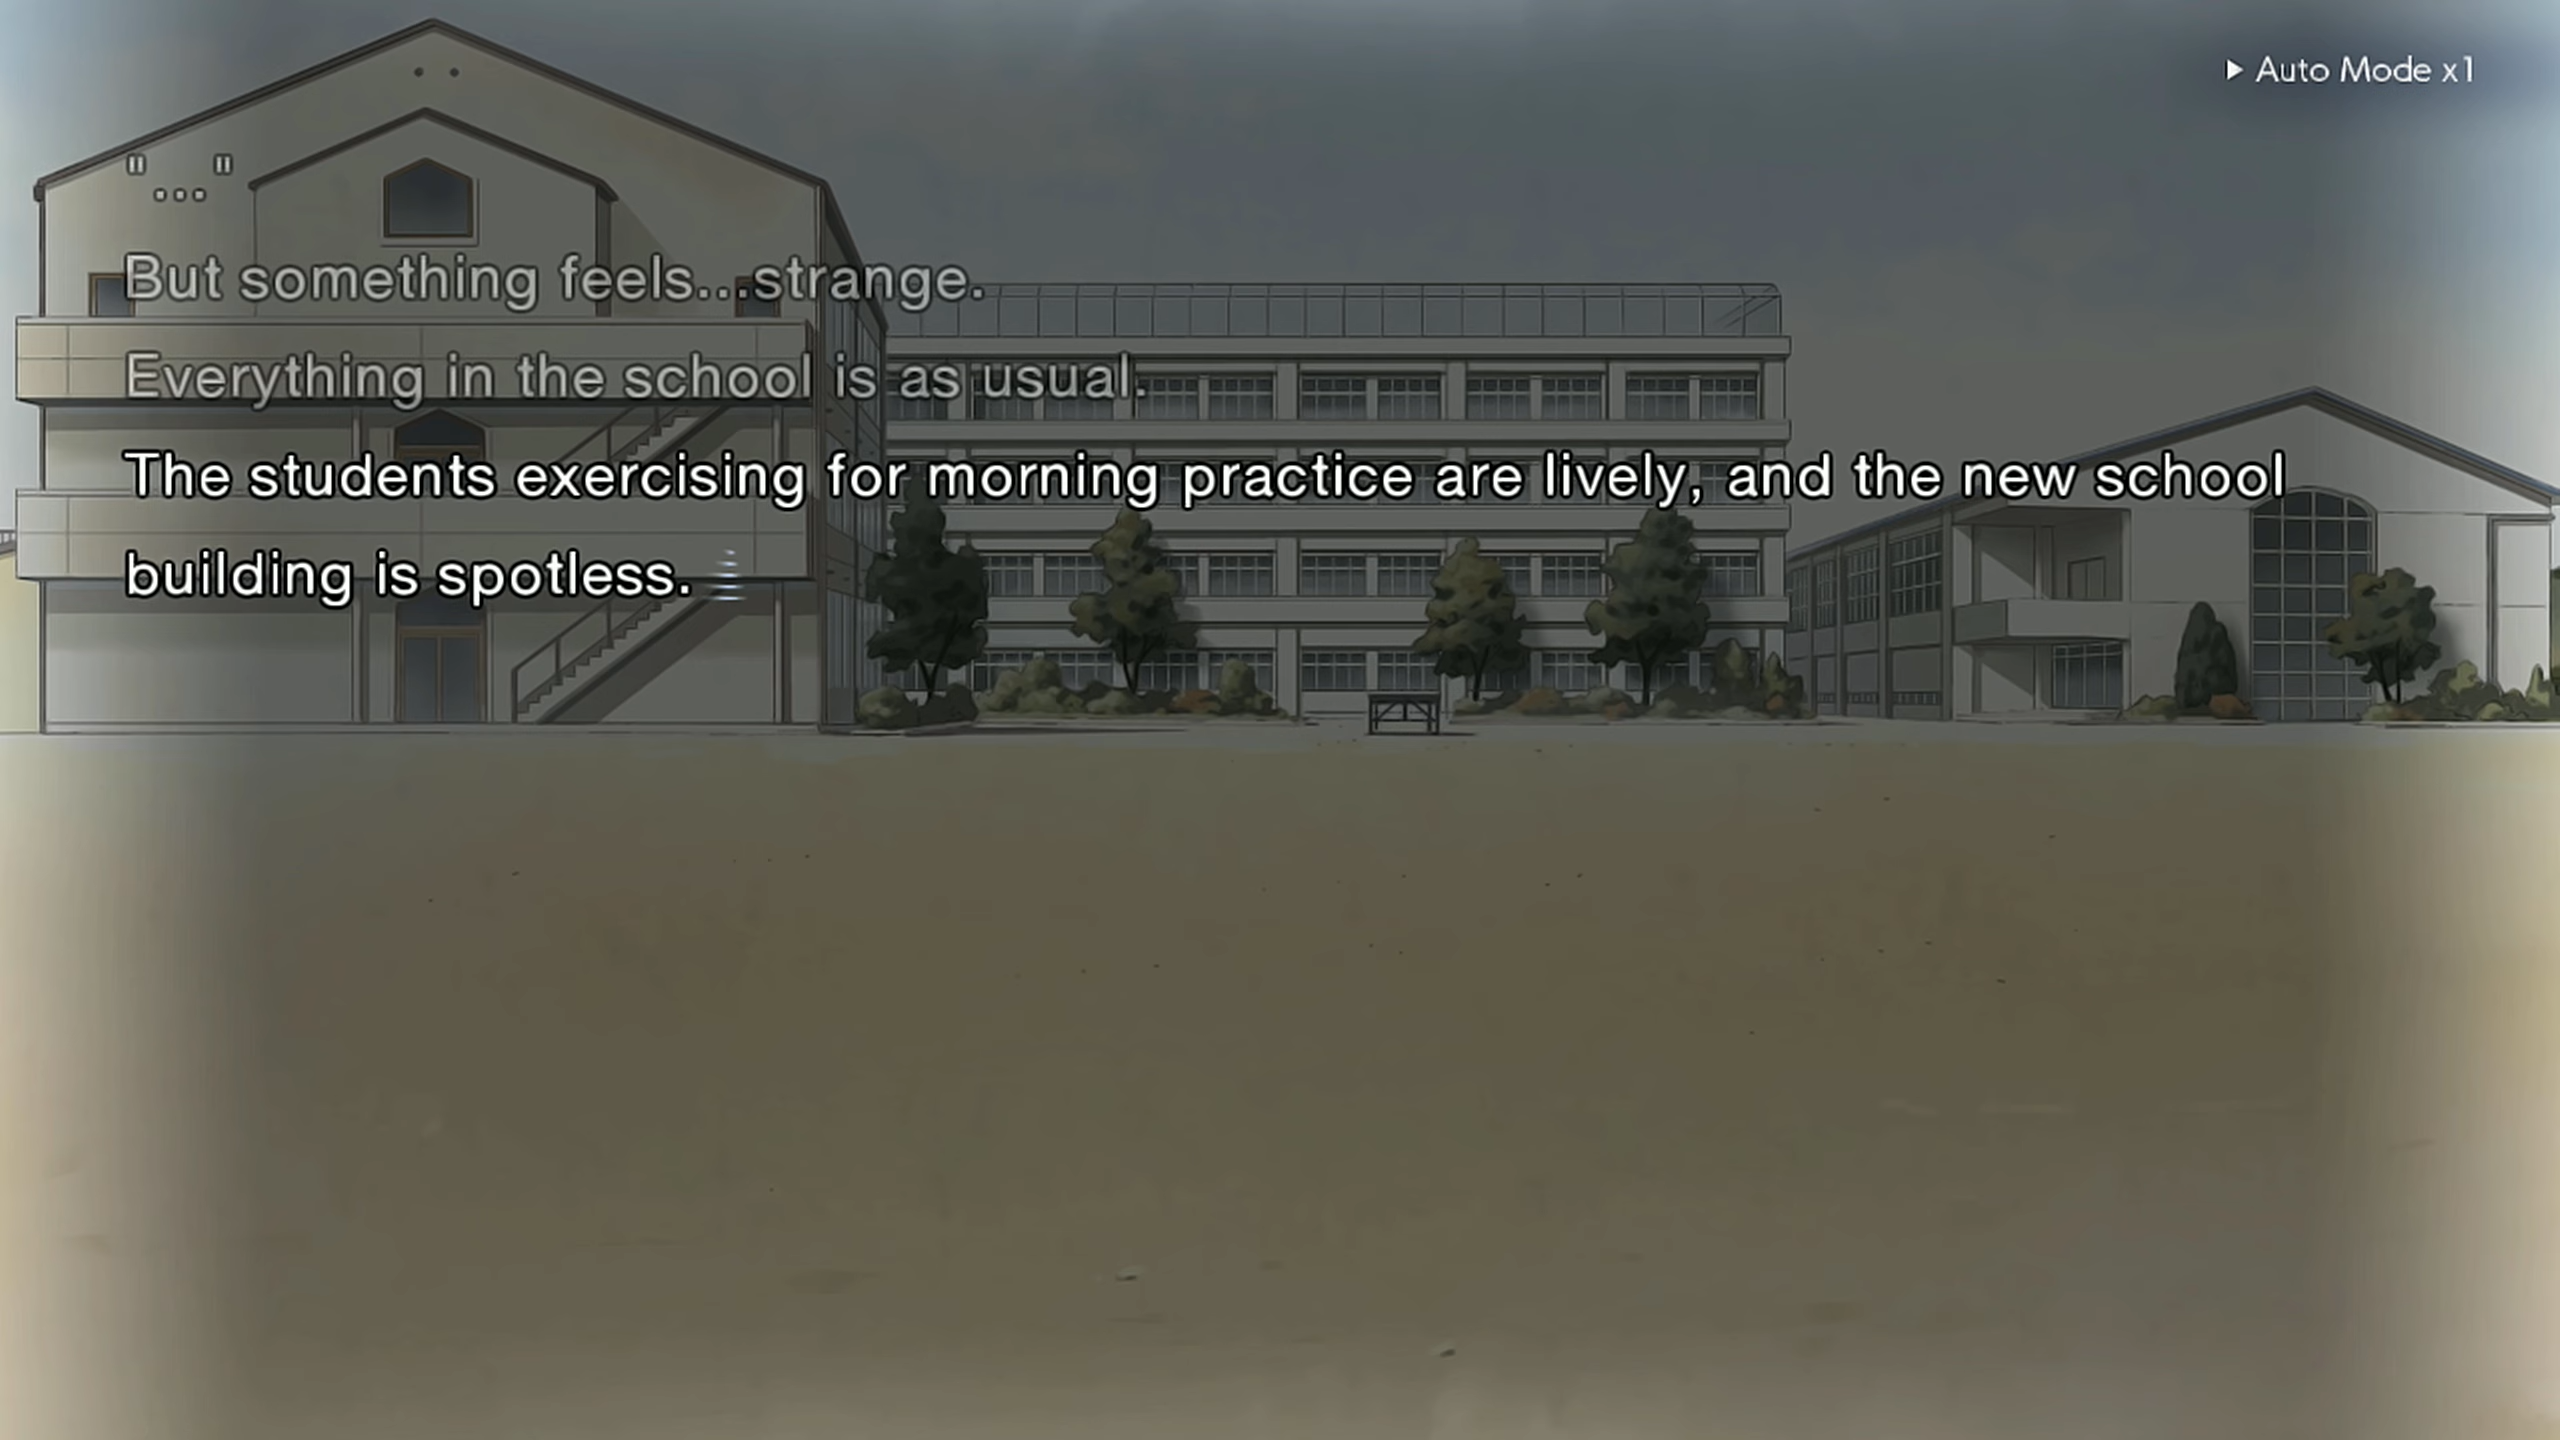 Auto Mode x1
"..."
But something feels...strange.
Everything in the school is as usual.
The students exercising for morning practice are lively, and the new school
building is spotless.